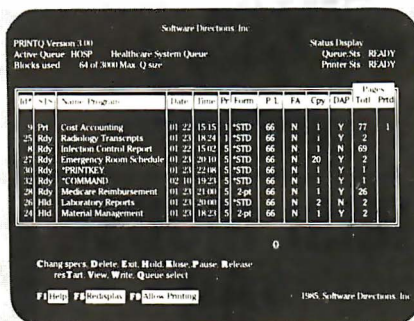 Software Directions, Inc
PRINTQ Version 3.00 Status Display
Active Queue HOSP Healthcare System Queue Queue.Sts READY
Blocks used 64 of 3000 Max Q size Printer Sts READY
Pages
Id* STS Name/Program Date Time Pr Form P L FA Cpy DAP Totl Prtd
9 Prt Cost Accounting 01 22 15 15 1 *STD 66 N 1 Y 77 1
25 Rdy Radiology Transcripts 01 23 18 24 1 *STD 66 N 1 Y 2
8 Rdy Infection Control Report 01 22 15 02 5 *STD 66 N 1 N 69
27 Rdy Emergency Room Schedule 01 23 20 10 5 *STD 66 N 20 Y 2
30 Rdy *PRINTKEY 01 23 22 08 5 *STD 66 N 1 Y 1
32 Rdy *COMMAND 02 10 19 23 5 *STD 66 N 1 Y 1
28 Rdy Medicare Reimbursement 01 23 21 00 5 2-pt 66 N 1 Y 26
26 Hld Laboratory Reports 01 23 20 00 5 *STD 66 N 2 N 2
24 Hld Material Management 01 23 18 23 5 2-pt 66 N 1 Y 2
0
Chang specs, Delete, Exit, Hold, Klose, Pause, Release
resTart, View, Write, Queue select
F1 Help F8 Redisplay F9 Allow Printing 1985, Software Directions, Inc